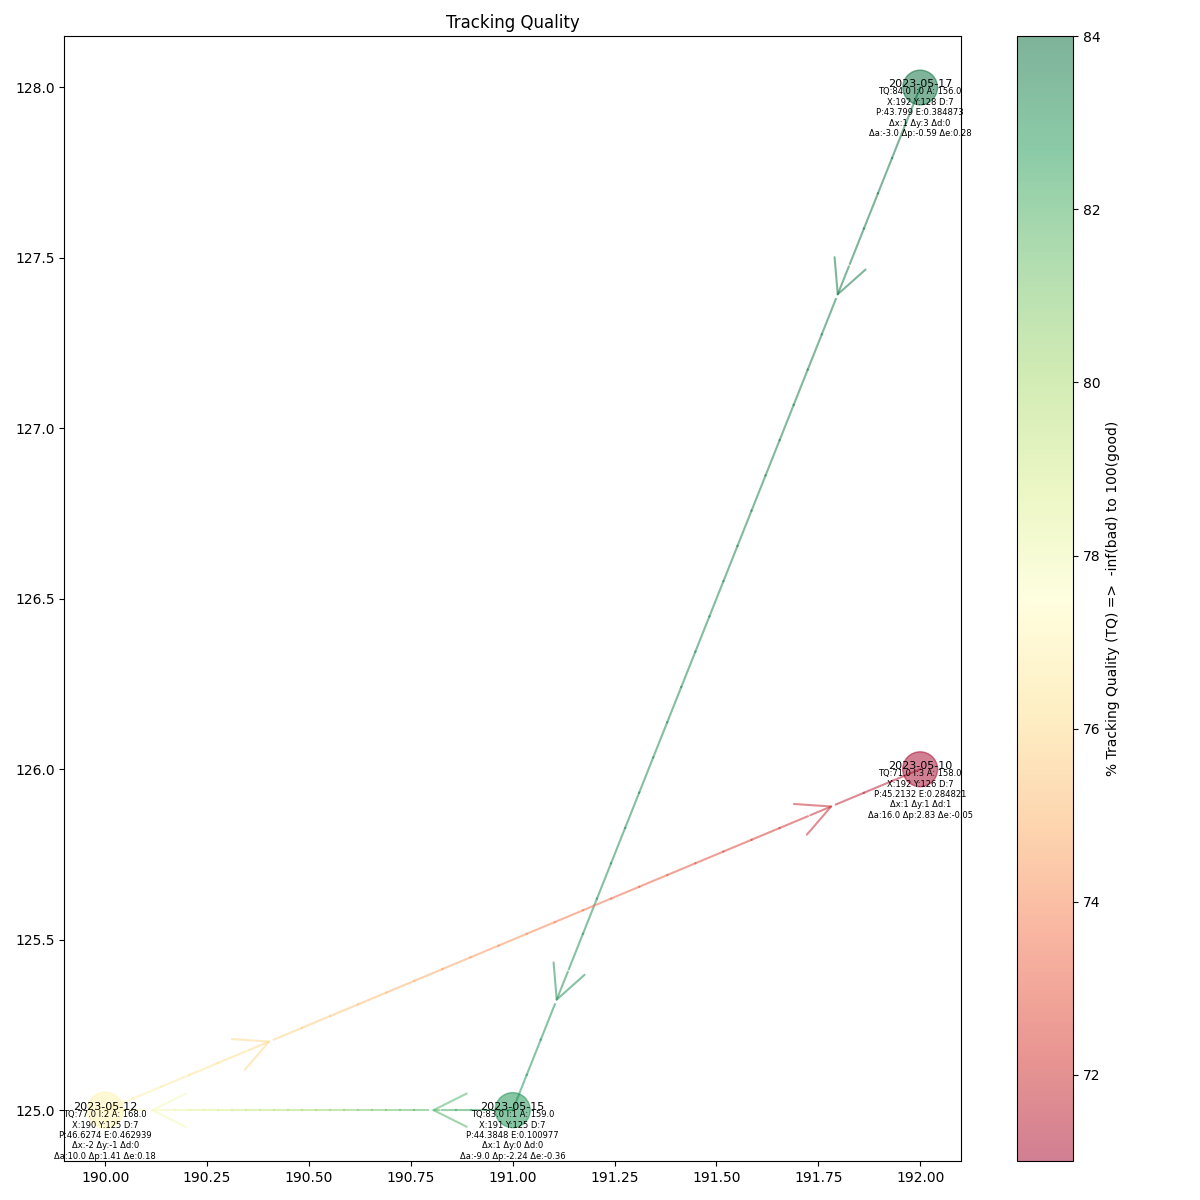 Tracking Quality
128.0
127.5
127.0
126.5
126.0
125.5
125.0
2023-05-17
TQ:84.0 I:0 A: 156.0
X:192 Y:128 D:7
P:43.799 E:0.384873
Δx:1 Δy:3 Δd:0
Δa:-3.0 Δp:-0.59 Δe:0.28
2023-05-10
TQ:71.0 I:3 A: 158.0
X:192 Y:126 D:7
P:45.2132 E:0.284821
Δx:1 Δy:1 Δd:1
Δa:16.0 Δp:2.83 Δe:-0.05
2023-05-12
TQ:77.0 I:2 A: 168.0
X:190 Y:125 D:7
P:46.6274 E:0.462939
Δx:-2 Δy:-1 Δd:0
Δa:10.0 Δp:1.41 Δe:0.18
2023-05-15
TQ:83.0 I:1 A: 159.0
X:191 Y:125 D:7
P:44.3848 E:0.100977
Δx:1 Δy:0 Δd:0
Δa:-9.0 Δp:-2.24 Δe:-0.36
190.00 190.25 190.50 190.75 191.00 191.25 191.50 191.75 192.00
84
82
80
78
76
74
72
% Tracking Quality (TQ) => -inf(bad) to 100(good)